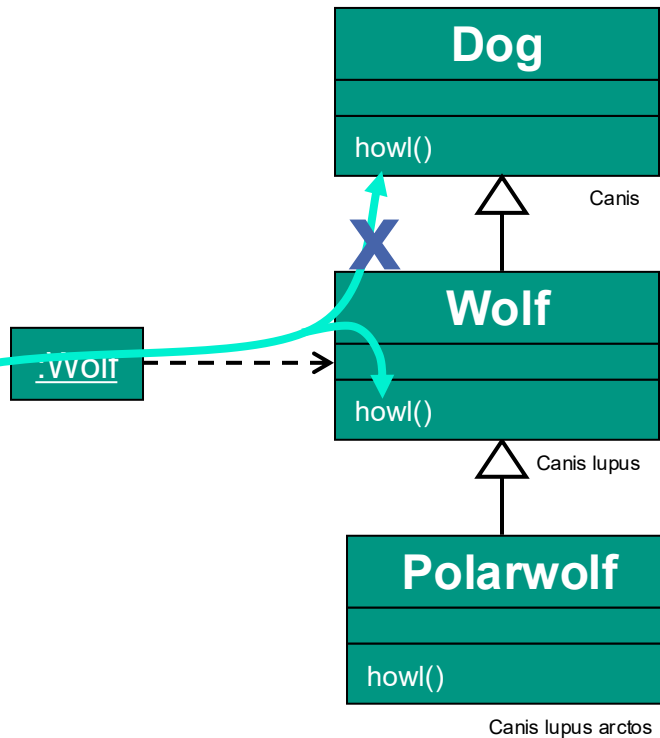 Dog
howl()
Canis
X
Wolf
:Wolf
howl()
Canis lupus
Polarwolf
howl()
Canis lupus arctos